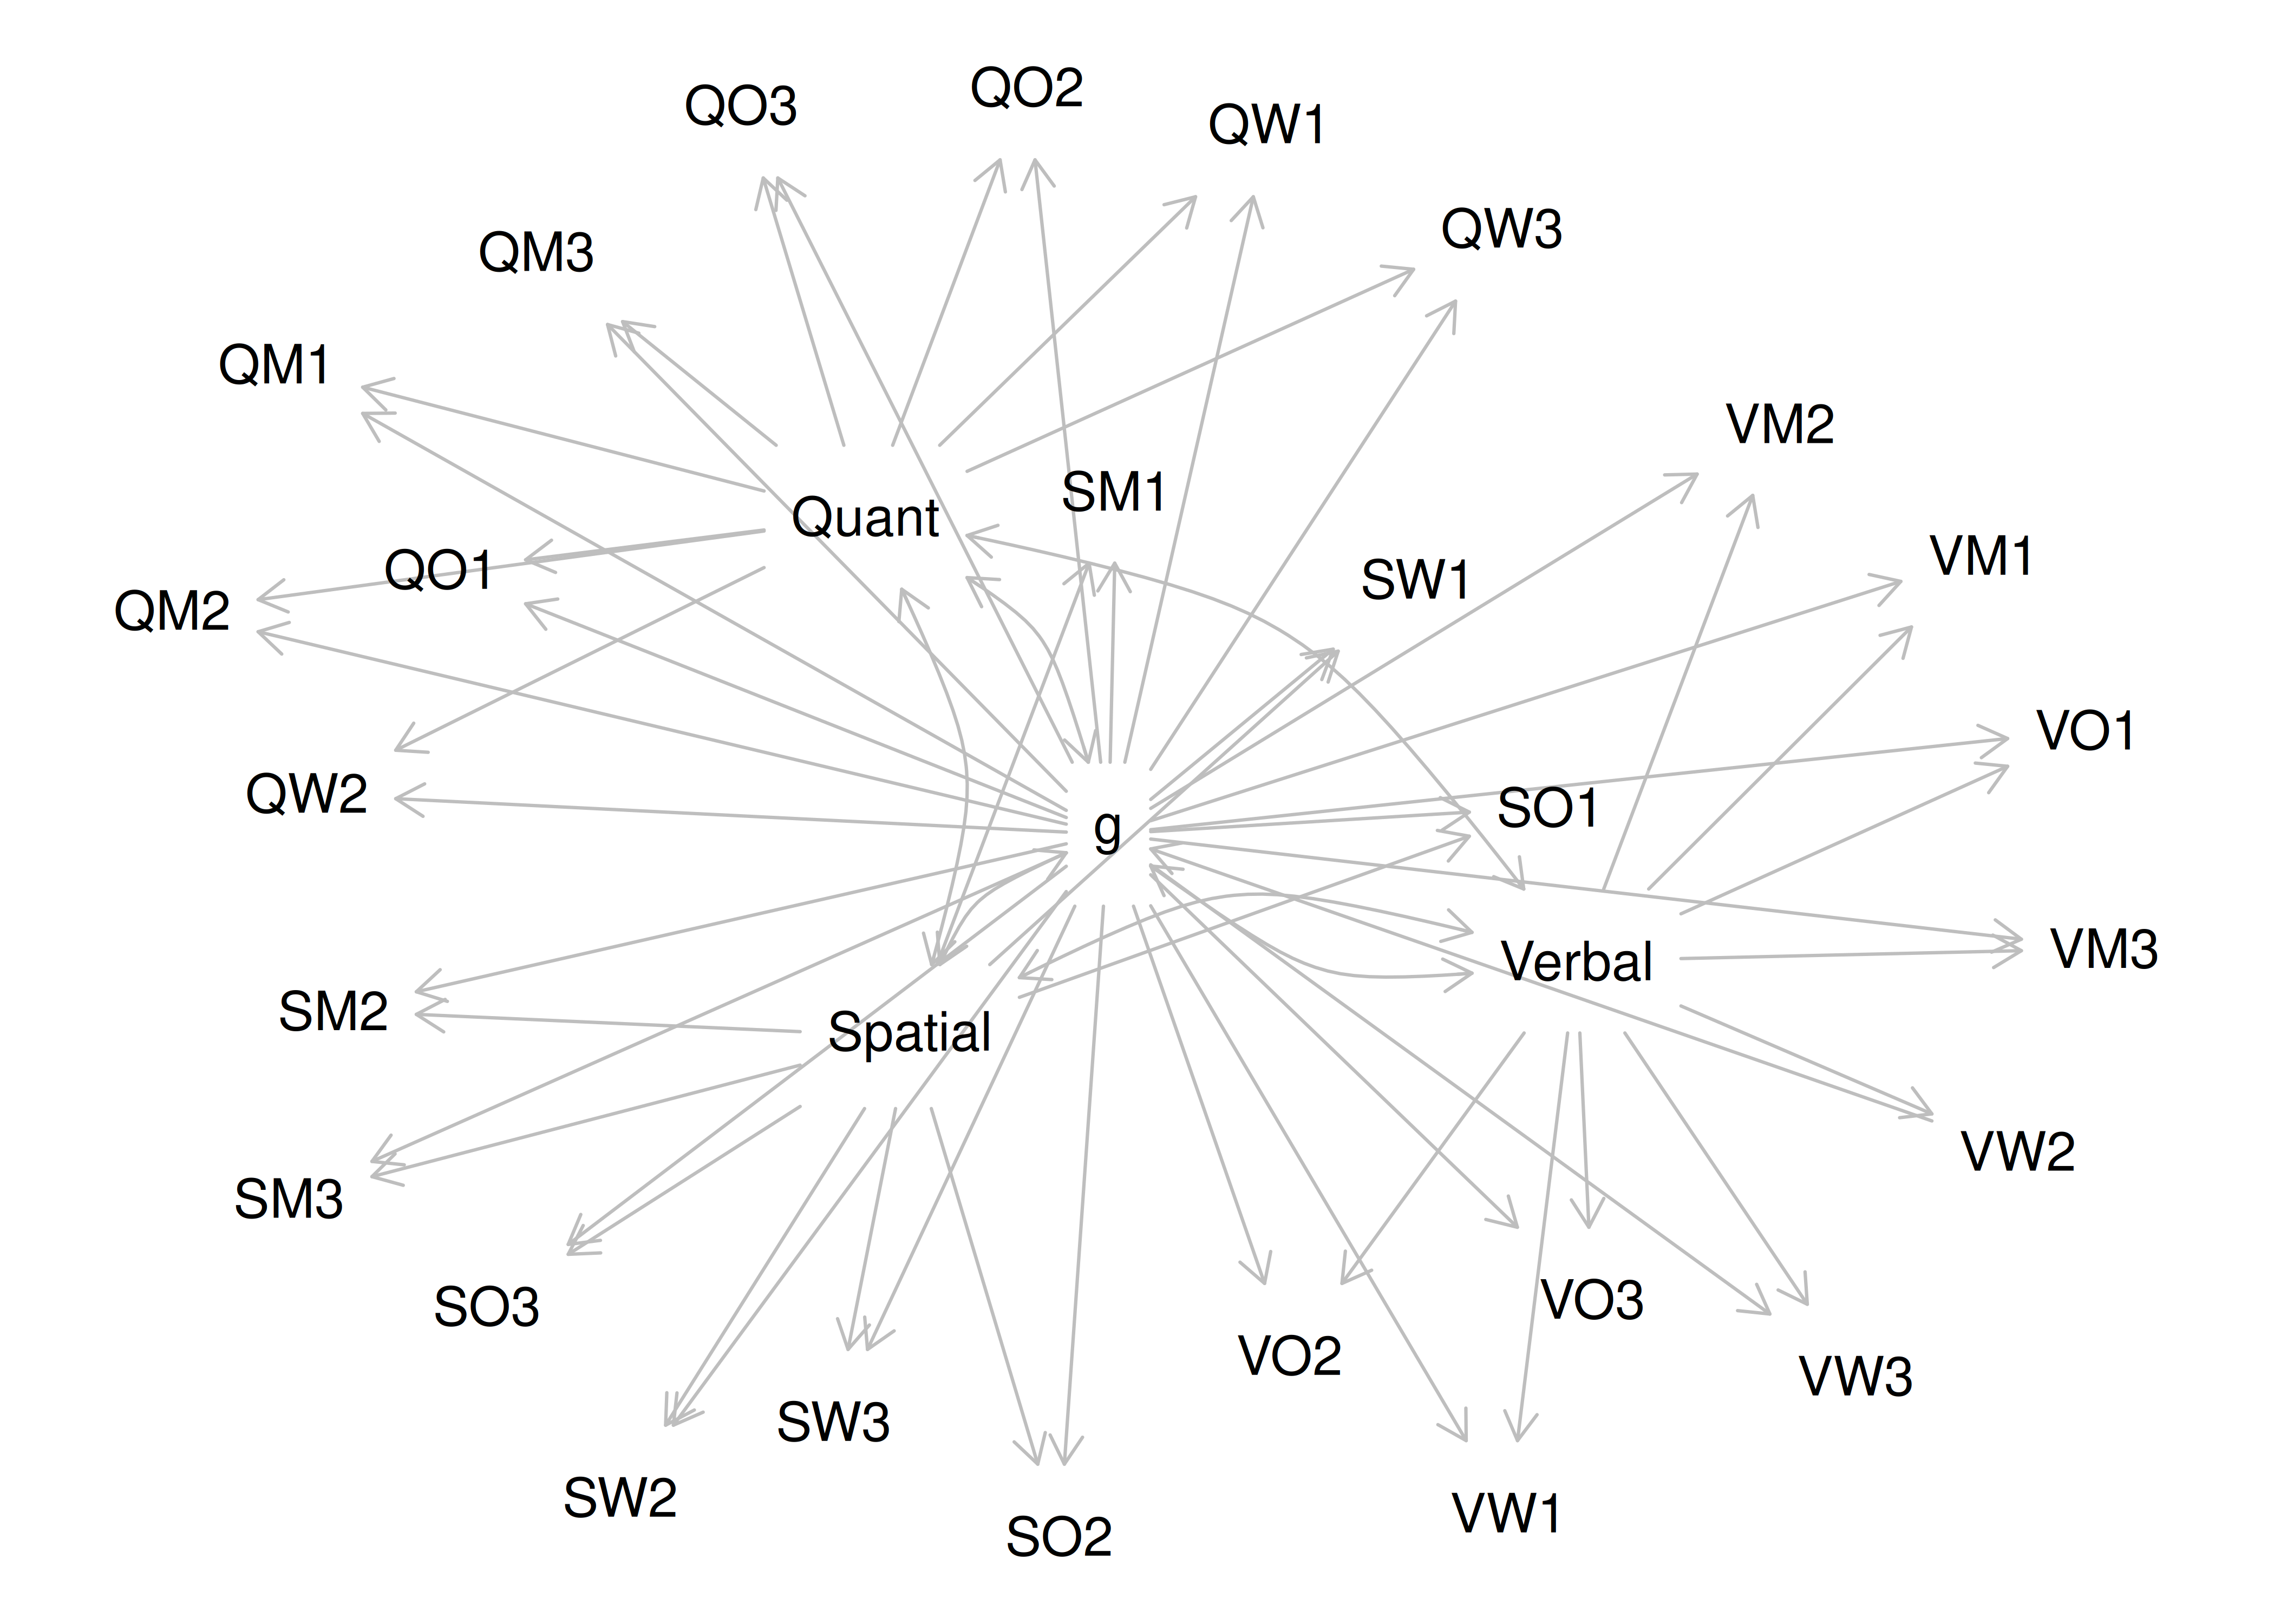 QO2
QO3
QW1
QW3
QM3
QM1
VM2
SM1
Quant
VM1
QO1
SW1
QM2
VO1
QW2
SO1
g
VM3
Verbal
SM2
Spatial
VW2
SM3
VO3
SO3
VO2
VW3
SW3
SW2
VW1
SO2